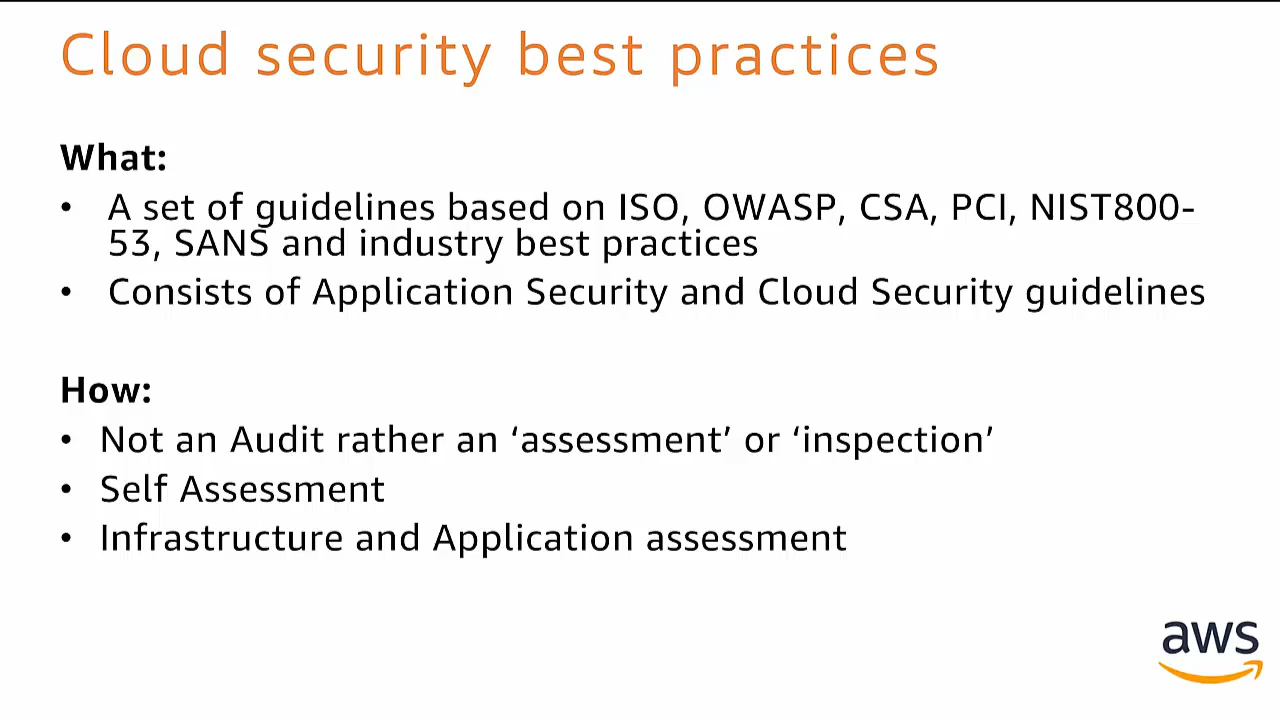 Cloud security best practices
What:
• A set of guidelines based on ISO, OWASP, CSA, PCI, NIST800-
53, SANS and industry best practices
• Consists of Application Security and Cloud Security guidelines
How:
• Not an Audit rather an ‘assessment’ or ‘inspection’
• Self Assessment
• Infrastructure and Application assessment
aws